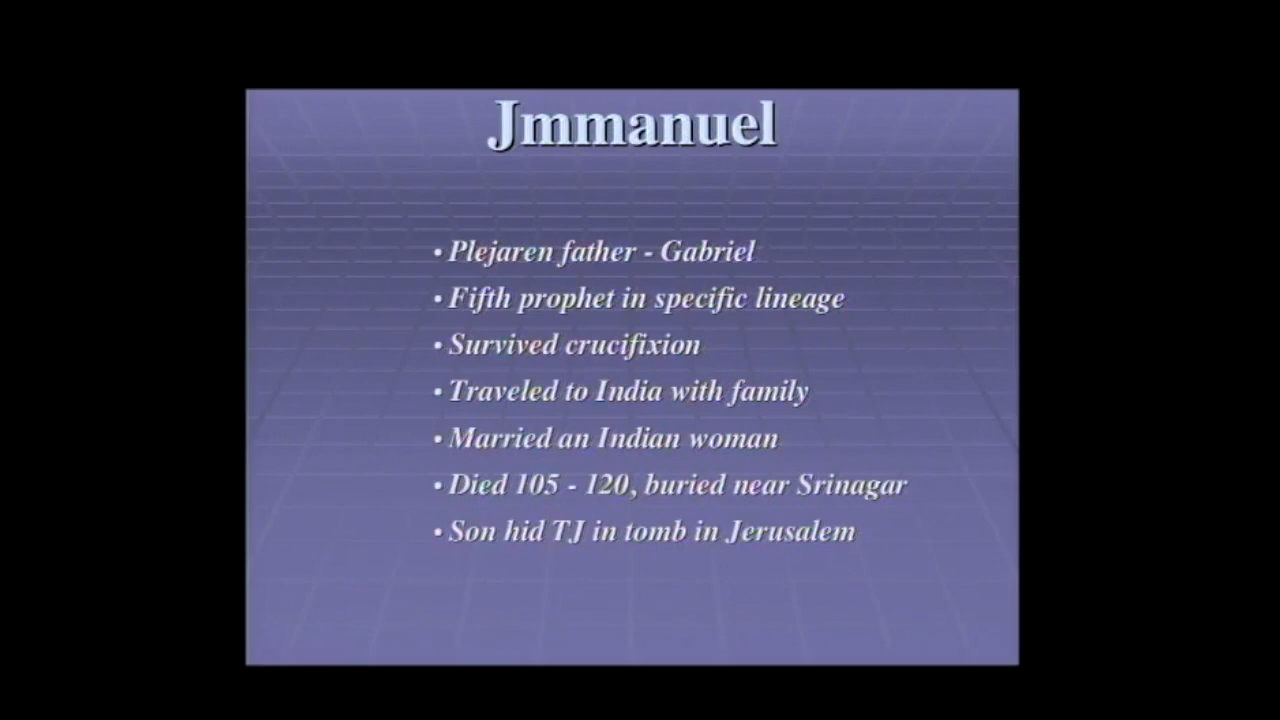 Jmmanuel
• Plejaren father - Gabriel
• Fifth prophet in specific lineage
• Survived crucifixion
• Traveled to India with family
• Married an Indian woman
• Died 105 - 120, buried near Srinagar
• Son hid TJ in tomb in Jerusalem